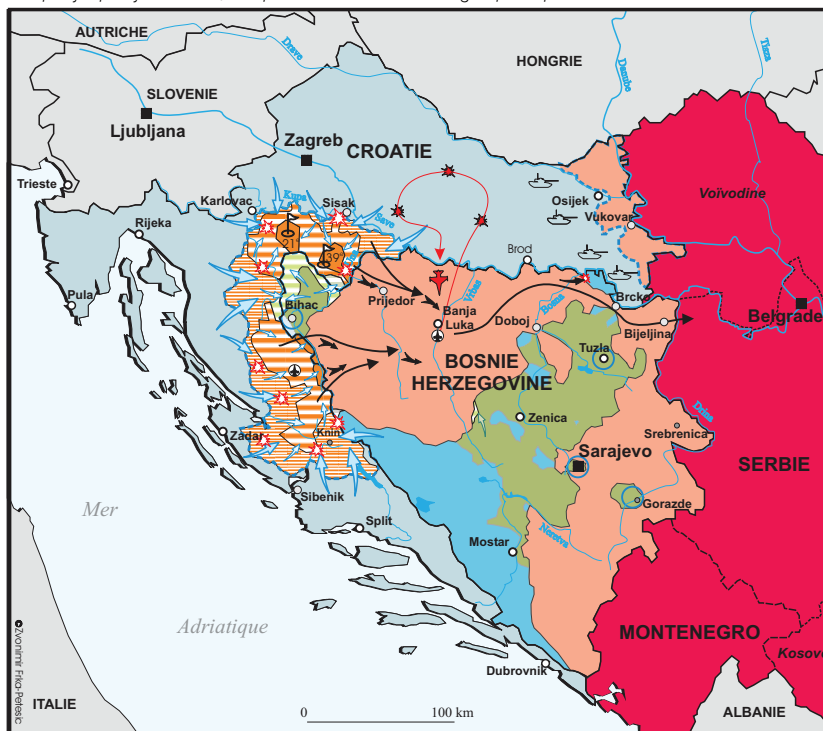 AUTRICHE
HONGRIE
SLOVENIE
Ljubljana
Zagreb
CROATIE
Drave
Danube
Tisza
Voïvodine
Trieste
Rijeka
Karlovac
Kupa
Sisak
Save
Osijek
Vukovar
Pula
21°
39°
Bihac
Prijedor
Vrbas
Banja
Luka
Brod
Bosna
Doboj
Brcko
Bijeljina
Belgrade
BOSNIE
HERZEGOVINE
Tuzla
Zenica
Drina
Srebrenica
Zadar
Knin
Sarajevo
SERBIE
Sibenik
Gorazde
Mer
Split
Mostar
Neretva
Adriatique
MONTENEGRO
Kosovo
Dubrovnik
ITALIE
0 100 km
ALBANIE
©Zvonimir Frka-Petesic